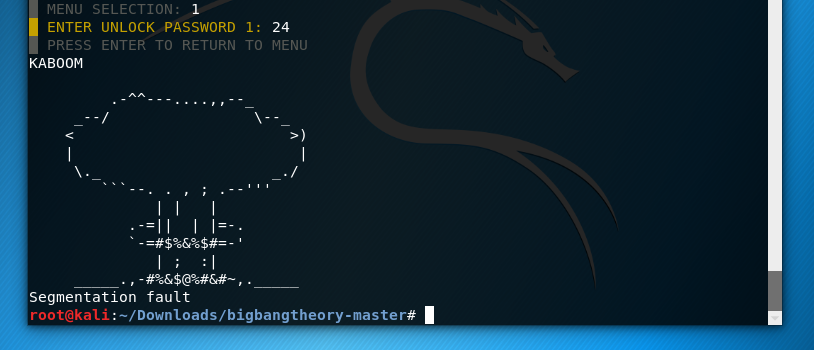 MENU SELECTION: 1
ENTER UNLOCK PASSWORD 1: 24
PRESS ENTER TO RETURN TO MENU
KABOOM
         .-^^---....,,--_
     _--/                \--_
    <                        >)
    |                         |
     \._                   _./
        ```--. . , ; .--'''
              | |   |
           .-=||  | |=-.
           `-=#$%&%$#=-'
              | ;  :|
     _____.,-#%&$@%#&#~,._____
Segmentation fault
root@kali:~/Downloads/bigbangtheory-master#